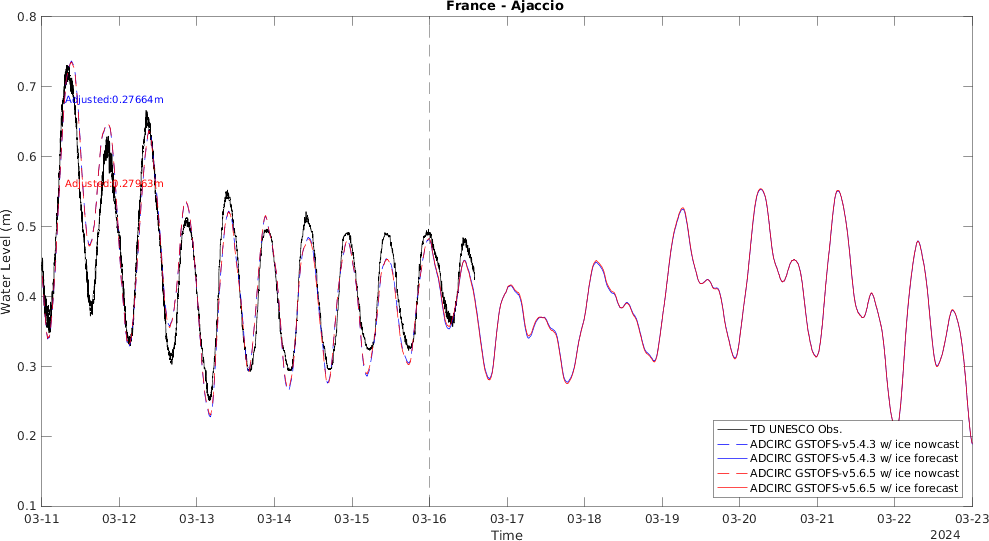 France - Ajaccio
Water Level (m)
0.8
0.7
0.6
0.5
0.4
0.3
0.2
0.1
Adjusted:0.27664m
Adjusted:0.27963m
TD UNESCO Obs.
ADCIRC GSTOFS-v5.4.3 w/ ice nowcast
ADCIRC GSTOFS-v5.4.3 w/ ice forecast
ADCIRC GSTOFS-v5.6.5 w/ ice nowcast
ADCIRC GSTOFS-v5.6.5 w/ ice forecast
03-11 03-12 03-13 03-14 03-15 03-16 03-17 03-18 03-19 03-20 03-21 03-22 03-23
Time
2024